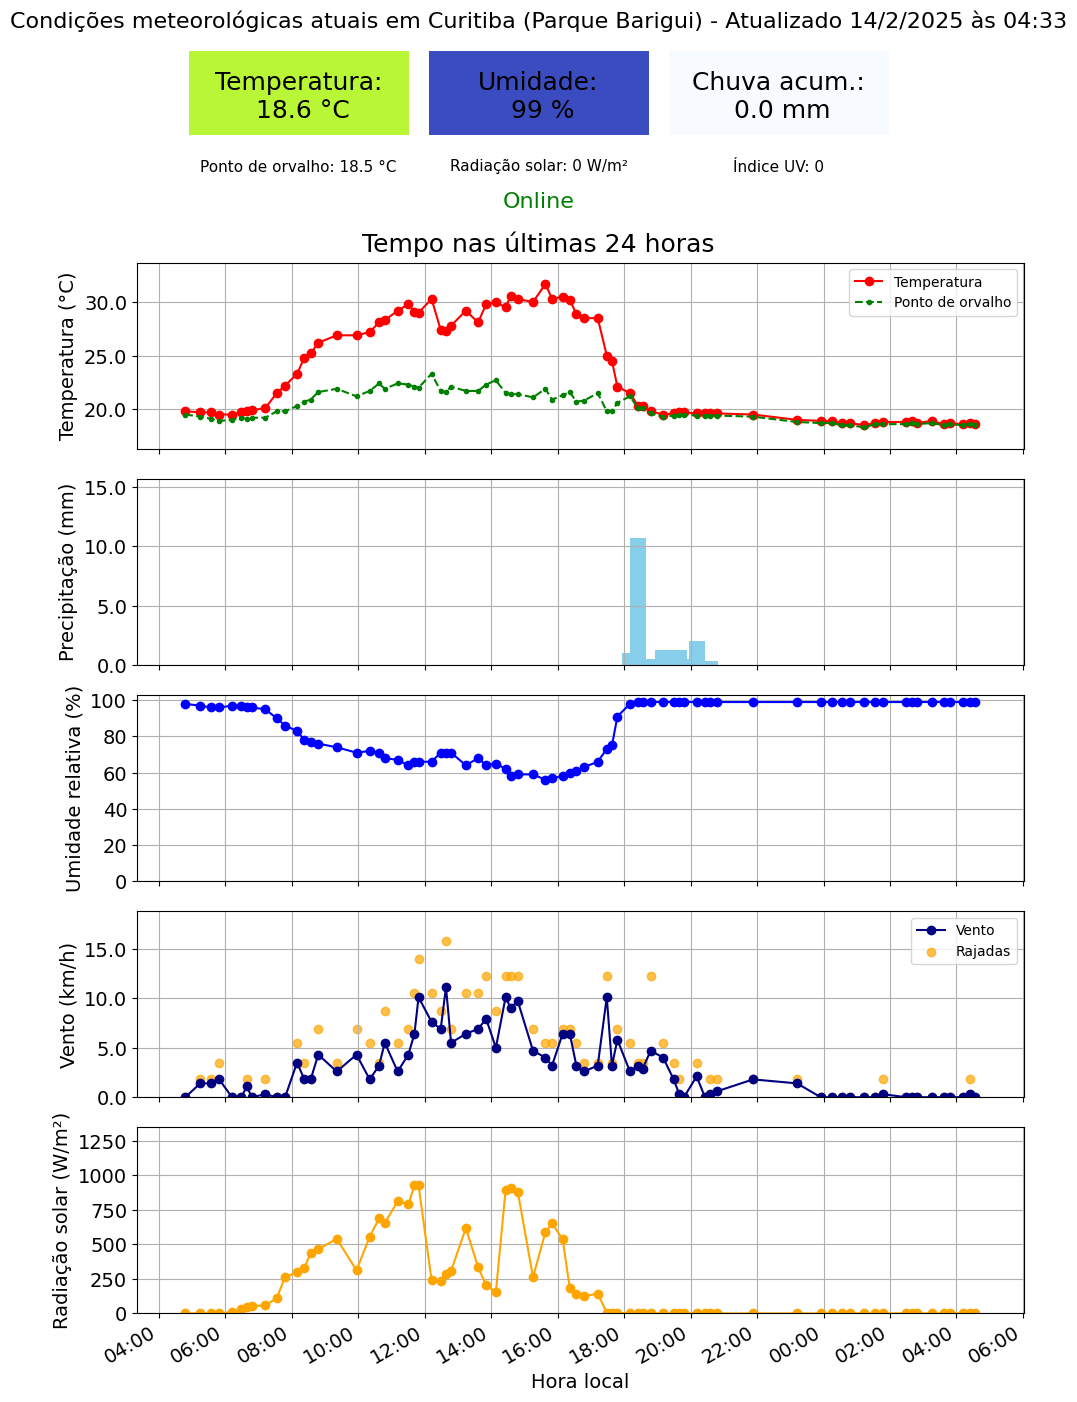 Condições meteorológicas atuais em Curitiba (Parque Barigui) - Atualizado 14/2/2025 às 04:33
Temperatura:
18.6 °C
Umidade:
99 %
Chuva acum.:
0.0 mm
Ponto de orvalho: 18.5 °C
Radiação solar: 0 W/m²
Índice UV: 0
Online
Tempo nas últimas 24 horas
Temperatura (°C)
30.0
25.0
20.0
Temperatura
Ponto de orvalho
Precipitação (mm)
15.0
10.0
5.0
0.0
Umidade relativa (%)
100
80
60
40
20
0
Vento (km/h)
15.0
10.0
5.0
0.0
Vento
Rajadas
Radiação solar (W/m²)
1250
1000
750
500
250
0
04:00
06:00
08:00
10:00
12:00
14:00
16:00
18:00
20:00
22:00
00:00
02:00
04:00
06:00
Hora local